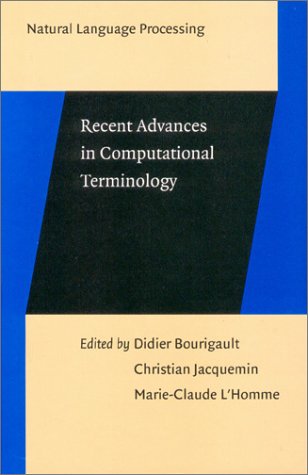 Natural Language Processing
Recent Advances
in Computational
Terminology
Edited by Didier Bourigault
Christian Jacquemin
Marie-Claude L'Homme